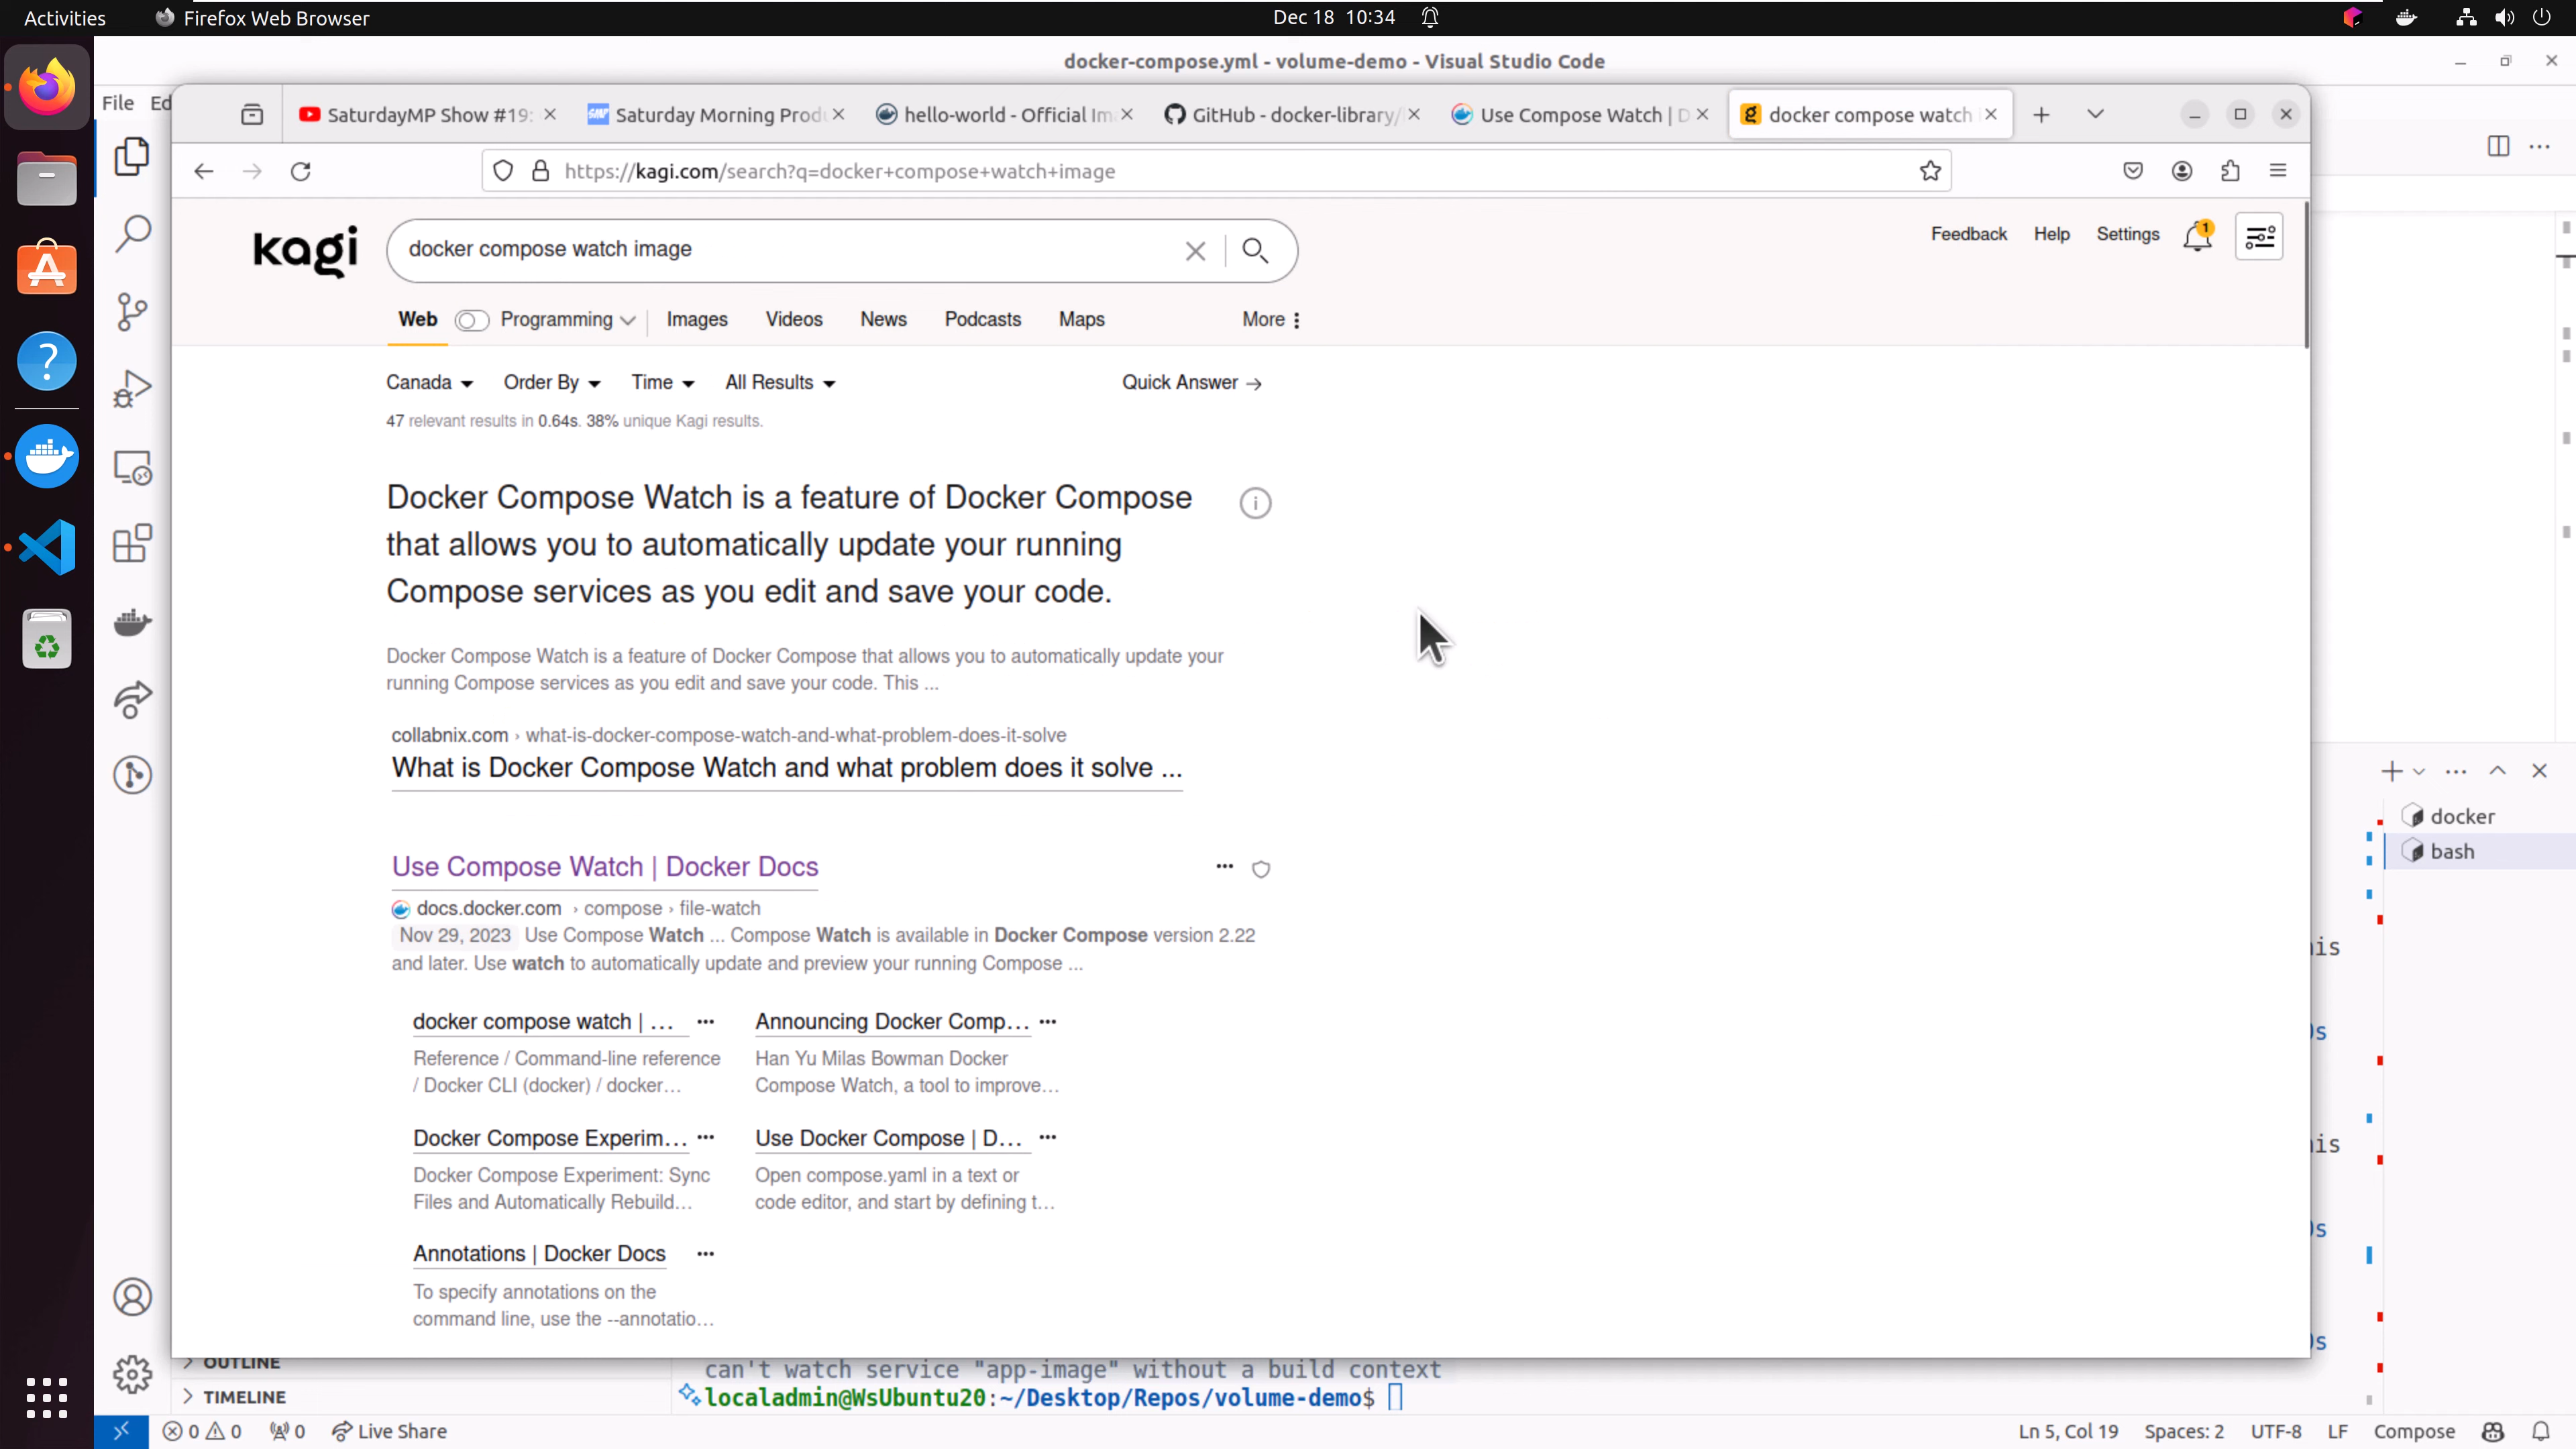 Activities
Firefox Web Browser
Dec 18 10:34
docker-compose.yml - volume-demo - Visual Studio Code
File Ed
SaturdayMP Show #19:
Saturday Morning Produ
hello-world - Official Im
GitHub - docker-library/
Use Compose Watch | D
docker compose watch
https://kagi.com/search?q=docker+compose+watch+image
kagi
docker compose watch image
Feedback
Help
Settings
1
Web
Programming
Images
Videos
News
Podcasts
Maps
More
Canada
Order By
Time
All Results
Quick Answer →
47 relevant results in 0.64s. 38% unique Kagi results.
Docker Compose Watch is a feature of Docker Compose
that allows you to automatically update your running
Compose services as you edit and save your code.
Docker Compose Watch is a feature of Docker Compose that allows you to automatically update your
running Compose services as you edit and save your code. This ...
collabnix.com › what-is-docker-compose-watch-and-what-problem-does-it-solve
What is Docker Compose Watch and what problem does it solve ...
Use Compose Watch | Docker Docs
docs.docker.com › compose › file-watch
Nov 29, 2023 Use Compose Watch ... Compose Watch is available in Docker Compose version 2.22
and later. Use watch to automatically update and preview your running Compose ...
docker compose watch | ...
Reference / Command-line reference
/ Docker CLI (docker) / docker...
Announcing Docker Comp...
Han Yu Milas Bowman Docker
Compose Watch, a tool to improve...
Docker Compose Experim...
Docker Compose Experiment: Sync
Files and Automatically Rebuild...
Use Docker Compose | D...
Open compose.yaml in a text or
code editor, and start by defining t...
Annotations | Docker Docs
To specify annotations on the
command line, use the --annotatio...
docker
bash
OUTLINE
TIMELINE
can't watch service "app-image" without a build context
localadmin@WsUbuntu20:~/Desktop/Repos/volume-demo$
0 0
0
Live Share
Ln 5, Col 19
Spaces: 2
UTF-8
LF
Compose